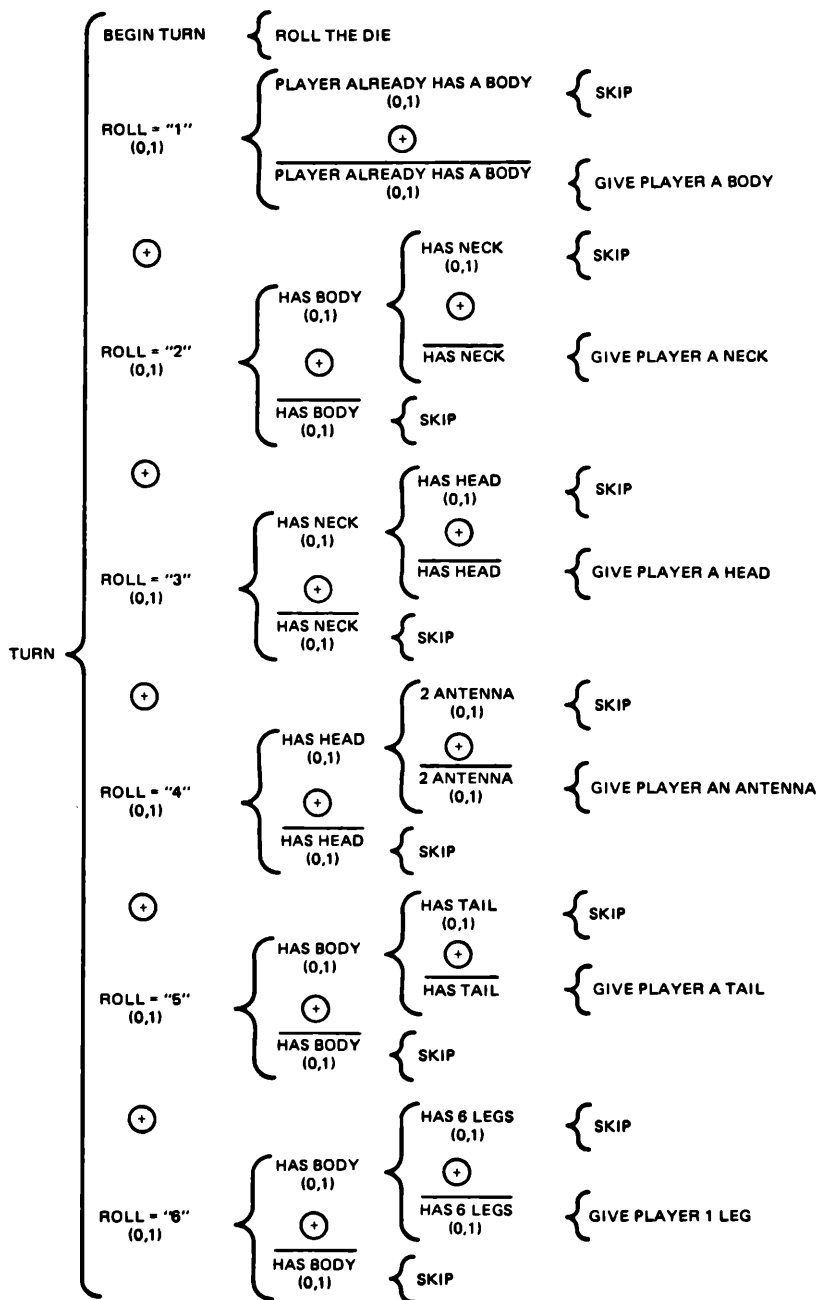 BEGIN TURN
ROLL THE DIE
PLAYER ALREADY HAS A BODY
(0,1)
SKIP
ROLL = "1"
(0,1)
+
PLAYER ALREADY HAS A BODY
(0,1)
GIVE PLAYER A BODY
+
HAS NECK
(0,1)
SKIP
HAS BODY
(0,1)
+
ROLL = "2"
(0,1)
+
HAS NECK
GIVE PLAYER A NECK
HAS BODY
(0,1)
SKIP
+
HAS HEAD
(0,1)
SKIP
HAS NECK
(0,1)
+
ROLL = "3"
(0,1)
+
HAS HEAD
GIVE PLAYER A HEAD
HAS NECK
(0,1)
SKIP
TURN
+
2 ANTENNA
(0,1)
SKIP
HAS HEAD
(0,1)
+
ROLL = "4"
(0,1)
+
2 ANTENNA
(0,1)
GIVE PLAYER AN ANTENNA
HAS HEAD
(0,1)
SKIP
+
HAS TAIL
(0,1)
SKIP
HAS BODY
(0,1)
+
ROLL = "5"
(0,1)
+
HAS TAIL
GIVE PLAYER A TAIL
HAS BODY
(0,1)
SKIP
+
HAS 6 LEGS
(0,1)
SKIP
HAS BODY
(0,1)
+
ROLL = "6"
(0,1)
+
HAS 6 LEGS
(0,1)
GIVE PLAYER 1 LEG
HAS BODY
(0,1)
SKIP